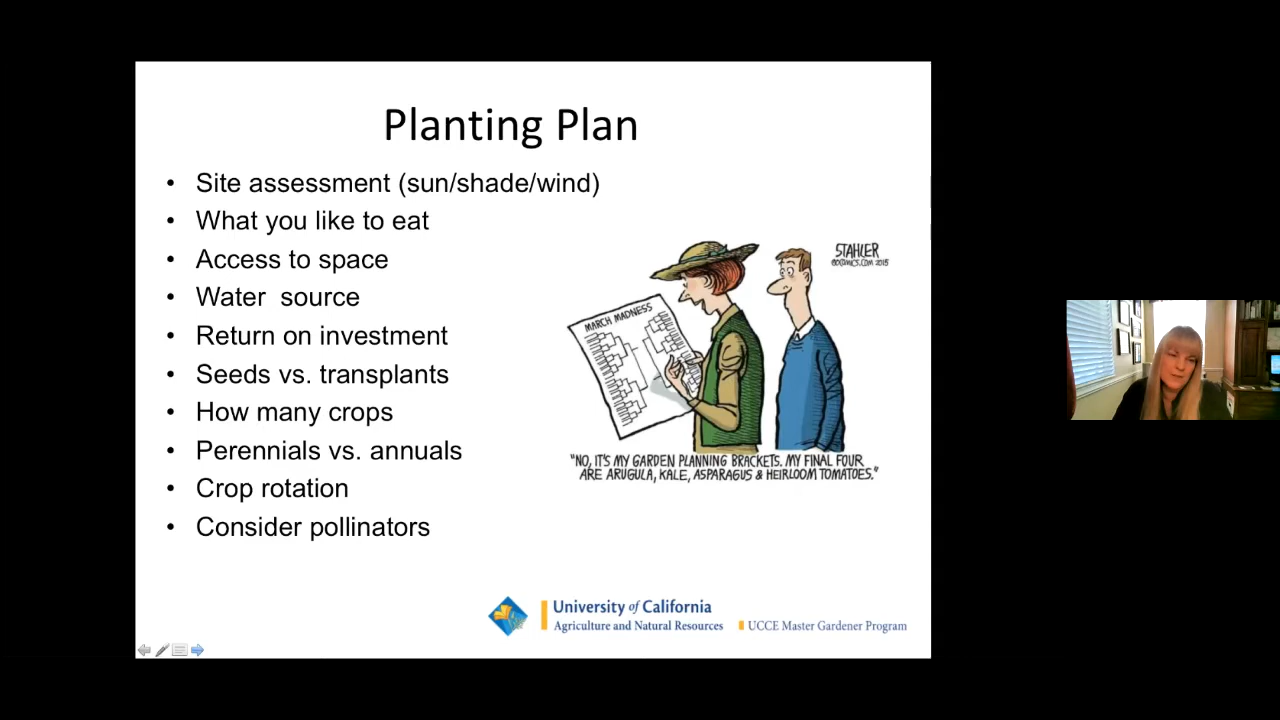 Planting Plan
• Site assessment (sun/shade/wind)
• What you like to eat
• Access to space
• Water source
• Return on investment
• Seeds vs. transplants
• How many crops
• Perennials vs. annuals
• Crop rotation
• Consider pollinators
STAHLER
GOCOMICS.COM 2015
MARCH MADNESS
"NO, IT'S MY GARDEN PLANNING BRACKETS. MY FINAL FOUR
ARE ARUGULA, KALE, ASPARAGUS & HEIRLOOM TOMATOES."
University of California
Agriculture and Natural Resources
UCCE Master Gardener Program